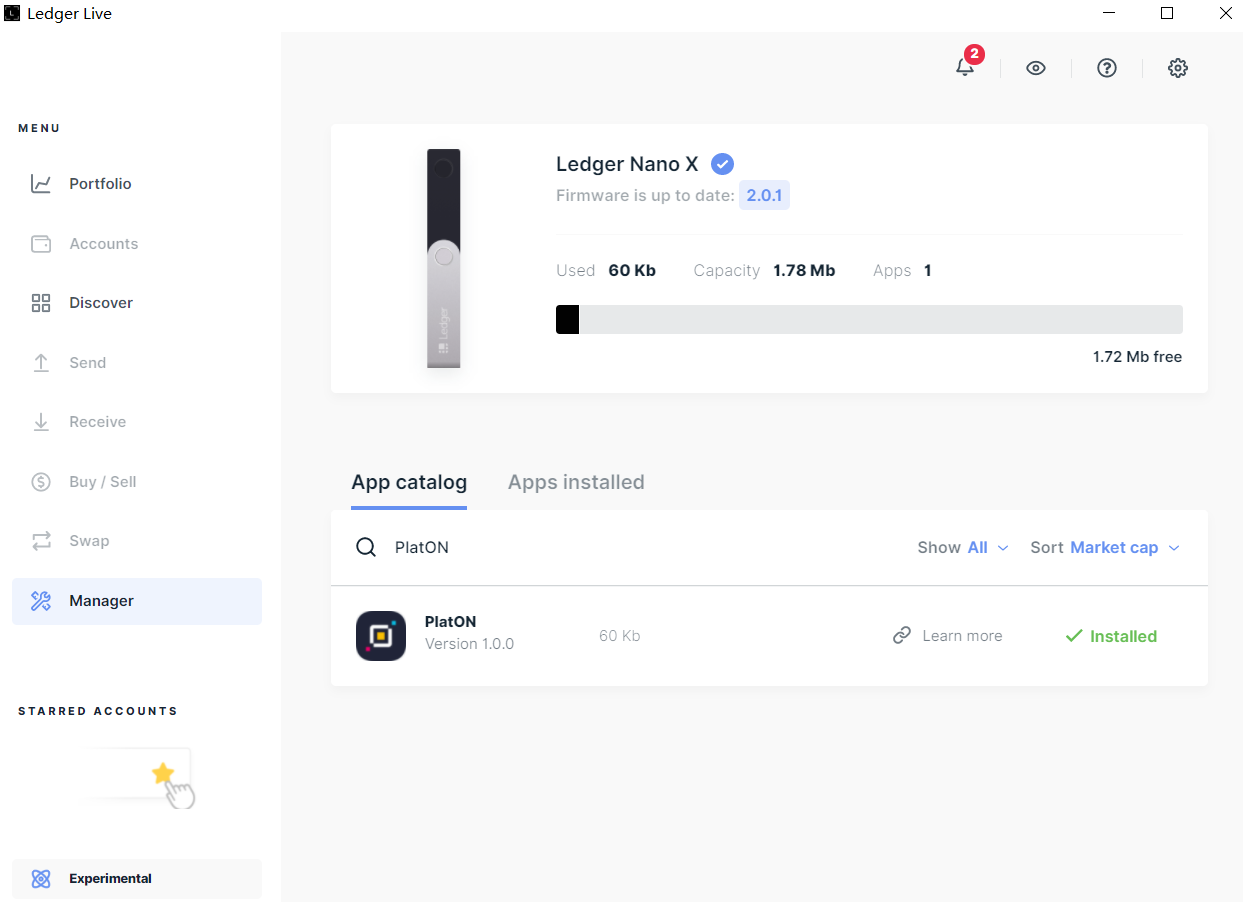 Ledger Live
2
MENU
Portfolio
Accounts
Discover
Send
Receive
Buy / Sell
Swap
Manager
STARRED ACCOUNTS
Experimental
Ledger Nano X
Firmware is up to date: 2.0.1
Used 60 Kb Capacity 1.78 Mb Apps 1
1.72 Mb free
Ledger
App catalog Apps installed
PlatON Show All Sort Market cap
PlatON
Version 1.0.0
60 Kb
Learn more
Installed